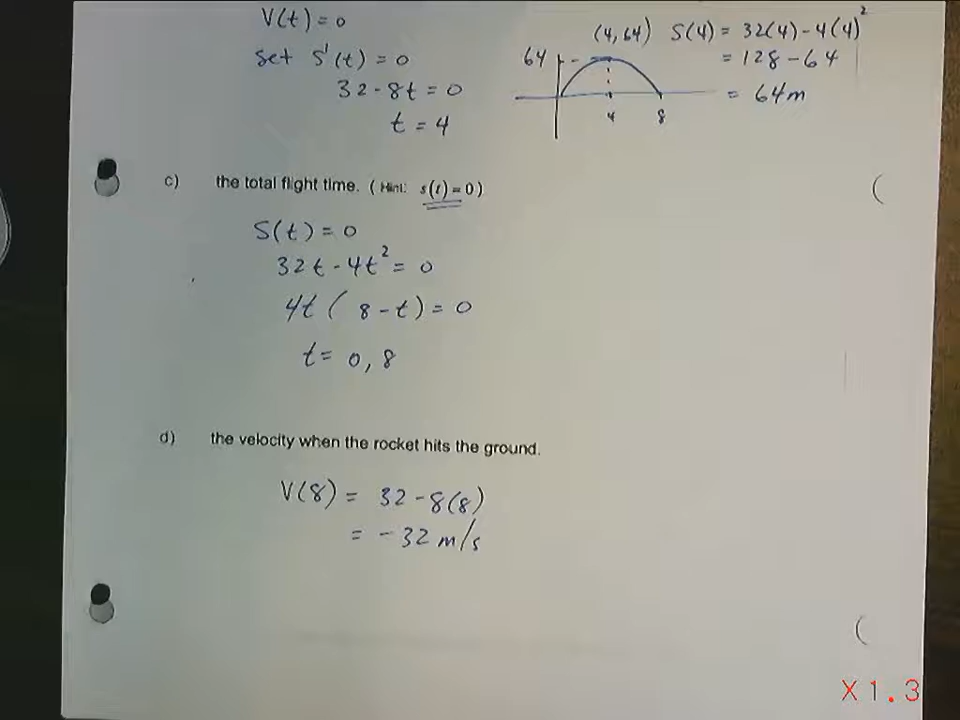 V(t) = 0
set S'(t) = 0
32 - 8t = 0
t = 4
(4, 64) S(4) = 32(4) - 4(4)²
= 128 - 64
= 64 m
64
4 8
c) the total flight time. ( Hint: s(t) = 0 )
(
S(t) = 0
32t - 4t² = 0
4t ( 8 - t ) = 0
t = 0, 8
d) the velocity when the rocket hits the ground.
V(8) = 32 - 8(8)
= - 32 m/s
(
X1.3